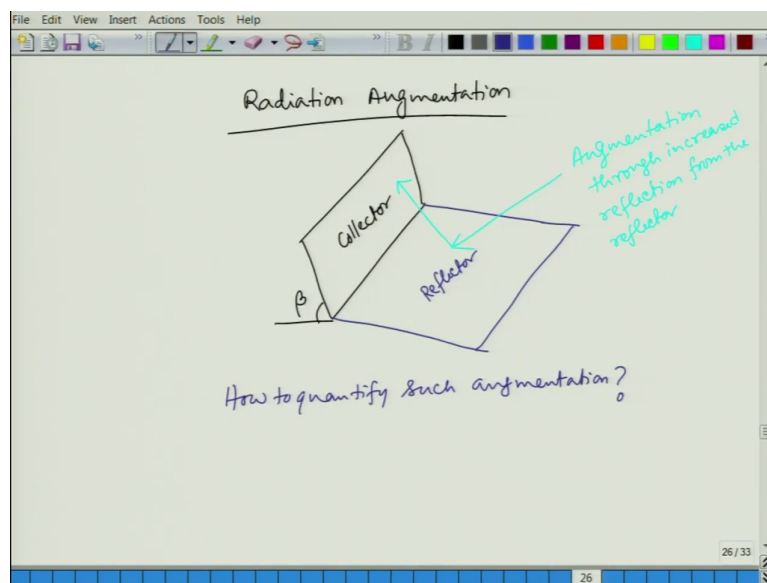 File Edit View Insert Actions Tools Help
B I
Radiation Augmentation
Augmentation
through increased
reflection from the
reflector
Collector
Reflector
β
How to quantify such augmentation?
26/33
26